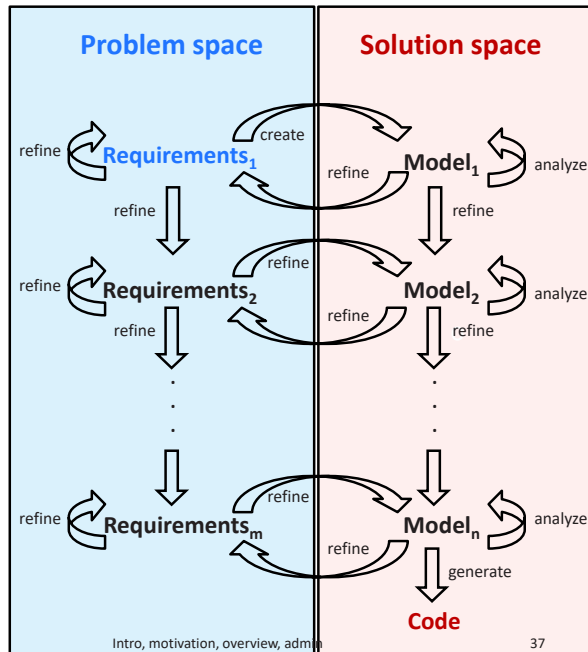 Problem space Solution space
create
refine Requirements₁ Model₁ analyze
refine
refine refine
refine
refine Requirements₂ Model₂ analyze
refine refine refine
. .
. .
. .
refine
refine Requirementsₘ Modelₙ analyze
refine
generate
Code
Intro, motivation, overview, admin 37